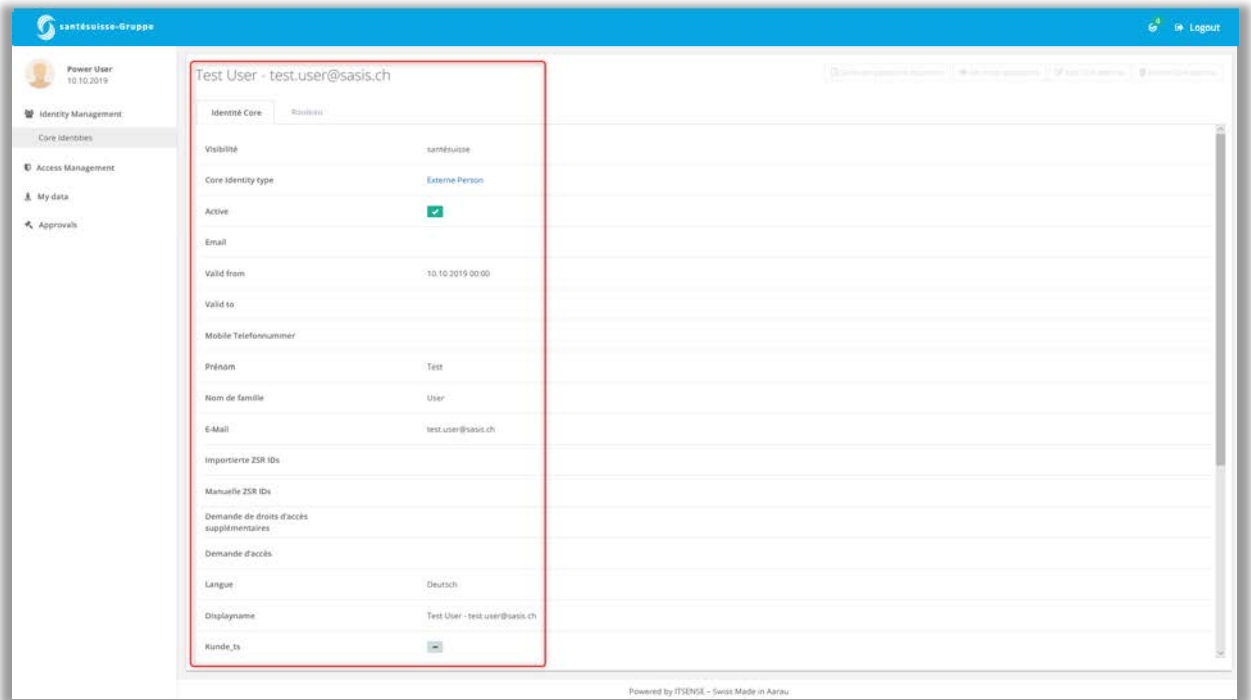 santésuisse-Gruppe
Logout
Power User
10.10.2019
Identity Management
Core Identities
Access Management
My data
Approvals
Test User - test.user@sasis.ch
Identité Core
Visibilité santésuisse
Core Identity type Externe Person
Active
Email
Valid from 10.10.2019 00:00
Valid to
Mobile Telefonnummer
Prénom Test
Nom de famille User
E-Mail test.user@sasis.ch
Importierte ZSR IDs
Manuelle ZSR IDs
Demande de droits d'accès
supplémentaires
Demande d'accès
Langue Deutsch
Displayname Test User - test.user@sasis.ch
Kunde_ts
Powered by ITSENSE – Swiss Made in Aarau